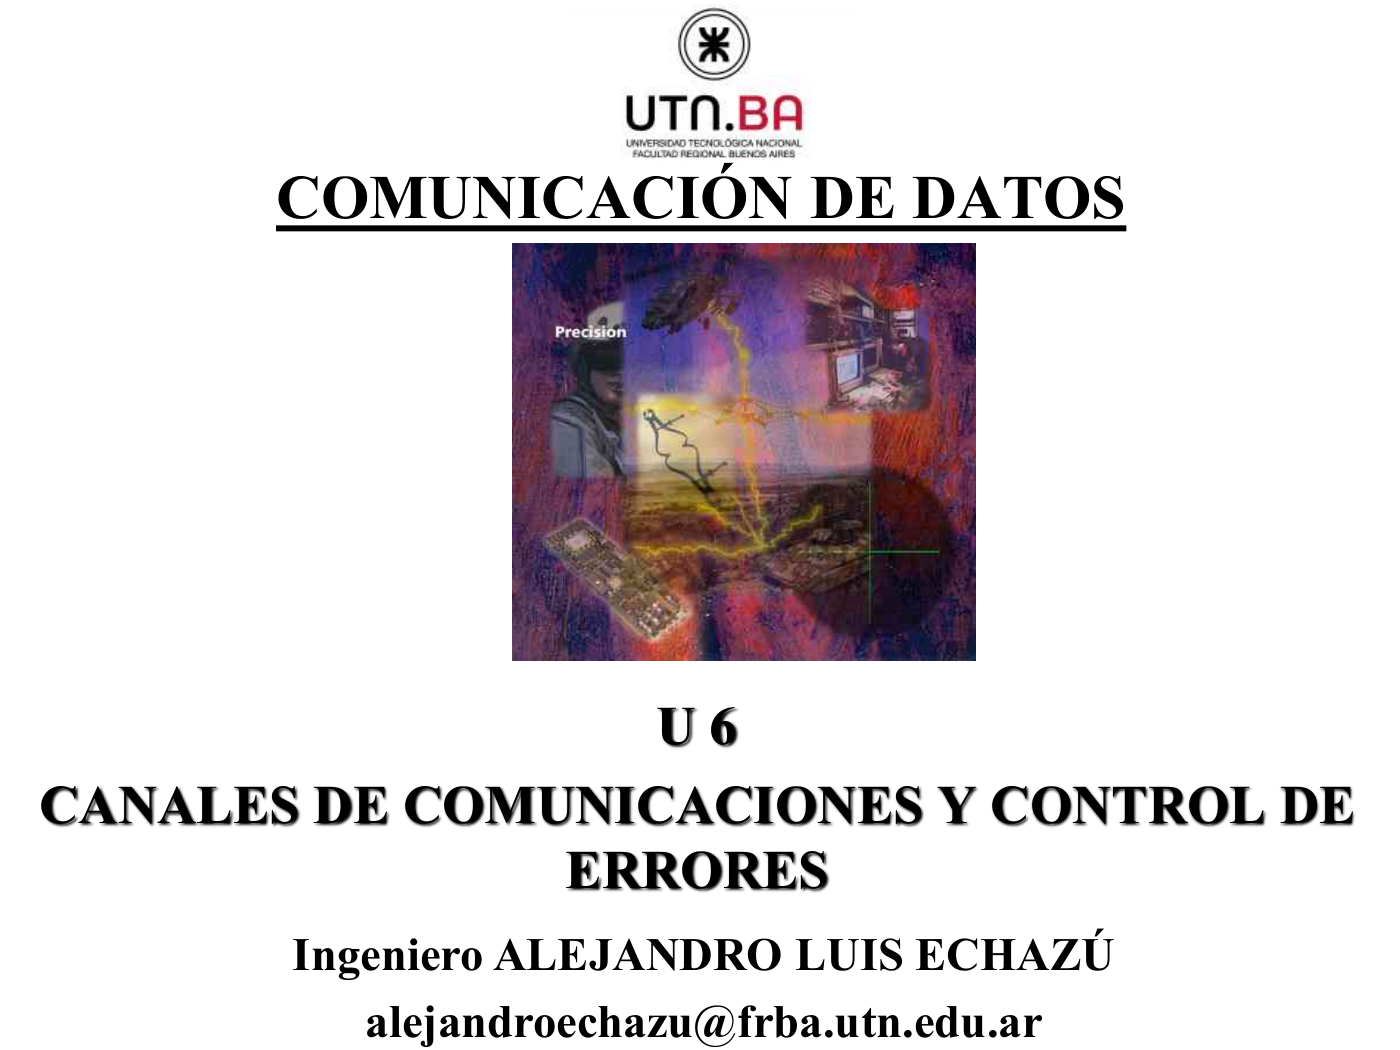 UTN.BA
UNIVERSIDAD TECNOLÓGICA NACIONAL
FACULTAD REGIONAL BUENOS AIRES
COMUNICACIÓN DE DATOS
Precision
U 6
CANALES DE COMUNICACIONES Y CONTROL DE
ERRORES
Ingeniero ALEJANDRO LUIS ECHAZÚ
alejandroechazu@frba.utn.edu.ar